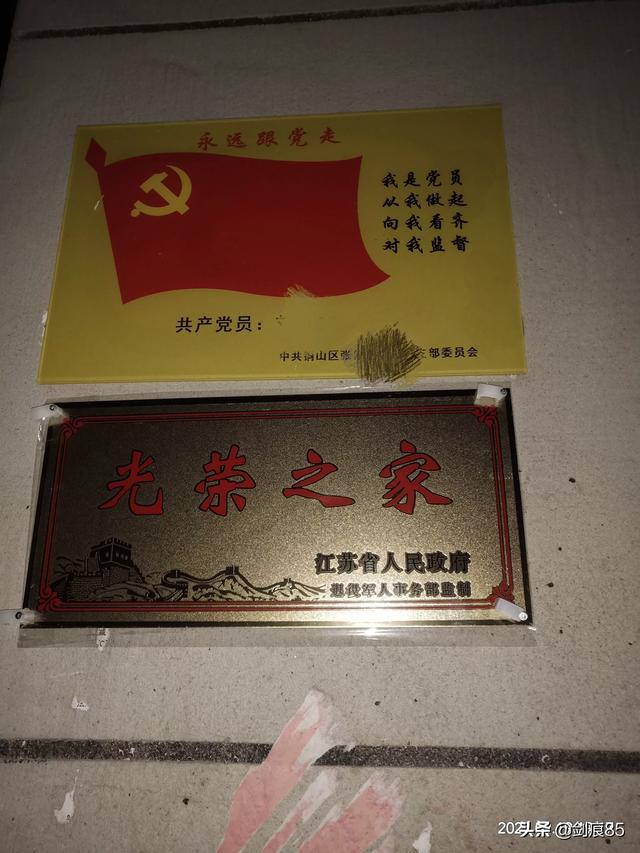 永远跟党走
我是党员
从我做起
向我看齐
对我监督
共产党员：
中共铜山区张 支部委员会
光荣之家
江苏省人民政府
退役军人事务部监制
头条 @剑痕85